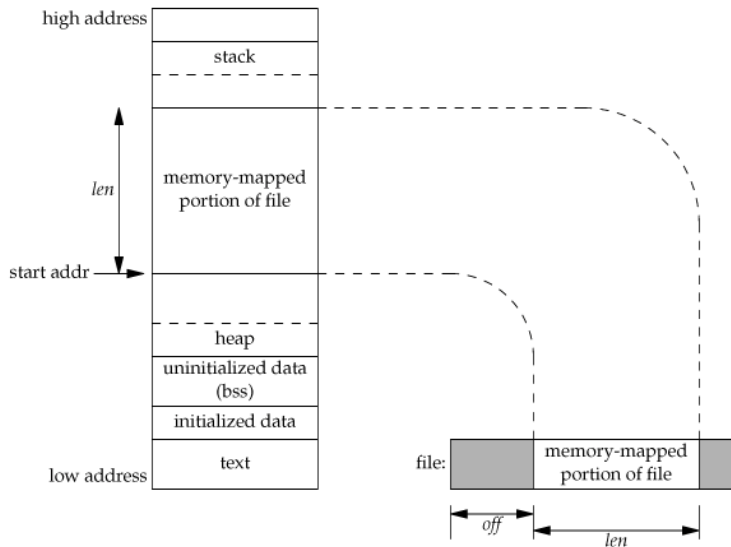 high address
stack
len
memory-mapped
portion of file
start addr
heap
uninitialized data
(bss)
initialized data
text
low address
file:
memory-mapped
portion of file
off
len